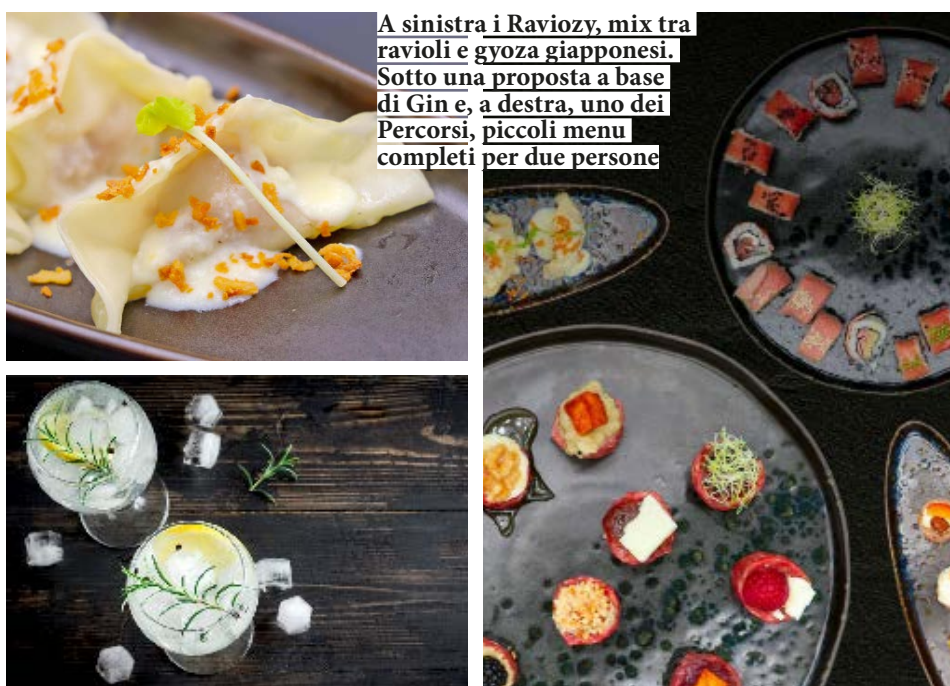 A sinistra i Raviozy, mix tra
ravioli e gyoza giapponesi.
Sotto una proposta a base
di Gin e, a destra, uno dei
Percorsi, piccoli menu
completi per due persone